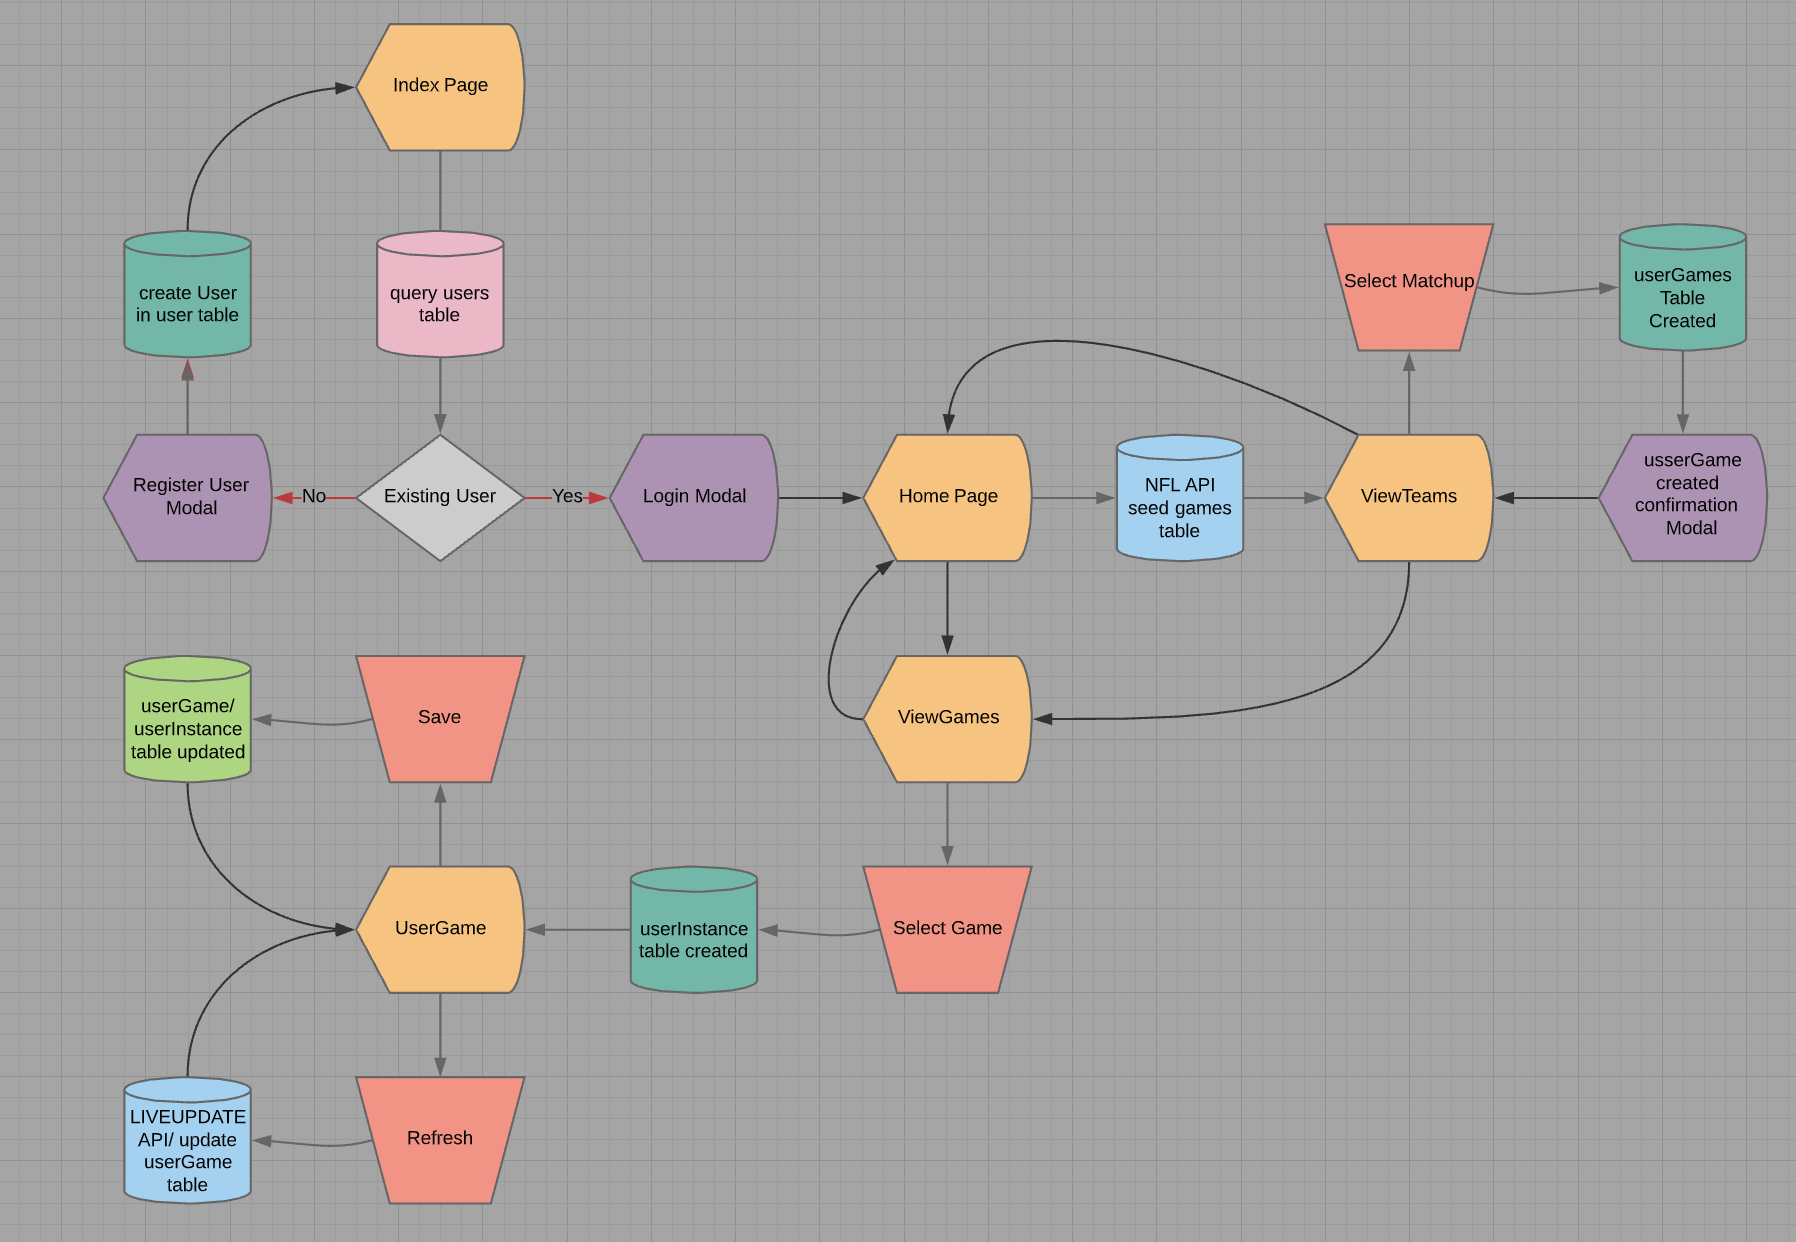 Index Page
create User
in user table
query users
table
Select Matchup
userGames
Table
Created
Register User
Modal
No
Existing User
Yes
Login Modal
Home Page
NFL API
seed games
table
ViewTeams
usserGame
created
confirmation
Modal
userGame/
userInstance
table updated
Save
ViewGames
UserGame
userInstance
table created
Select Game
LIVEUPDATE
API/ update
userGame
table
Refresh